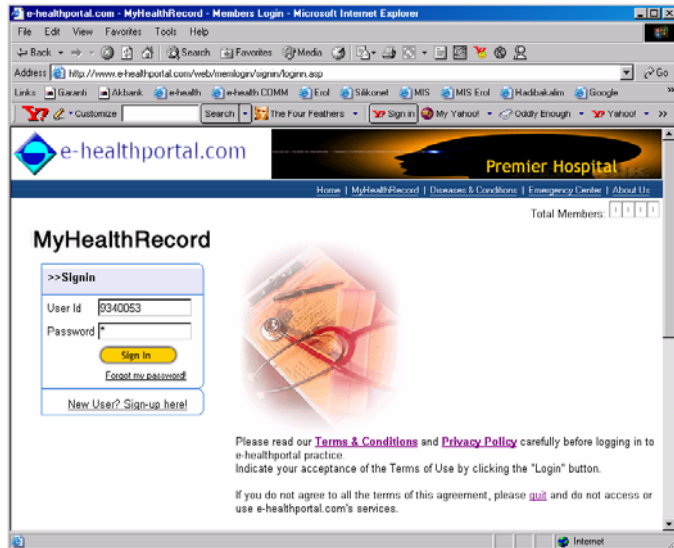 e-healthportal.com - MyHealthRecord - Members Login - Microsoft Internet Explorer
File Edit View Favorites Tools Help
Back Search Favorites Media
Address http://www.e-healthportal.com/web/memlogin/signin/loginn.asp Go
Links Garanti Akbank e-health e-health COMM Erol Silikonet MIS MIS Erol Hadibakalim Google »
Y! Customize Search The Four Feathers Sign in My Yahoo! Oddly Enough Yahoo! »
e-healthportal.com
Premier Hospital
Home | MyHealthRecord | Diseases & Conditions | Emergency Center | About Us
Total Members:
MyHealthRecord
>>Signin
User Id 9340053
Password *
Sign In
Forgot my password!
New User? Sign-up here!
Please read our Terms & Conditions and Privacy Policy carefully before logging in to
e-healthportal practice.
Indicate your acceptance of the Terms of Use by clicking the "Login" button.
If you do not agree to all the terms of this agreement, please quit and do not access or
use e-healthportal.com's services.
Internet